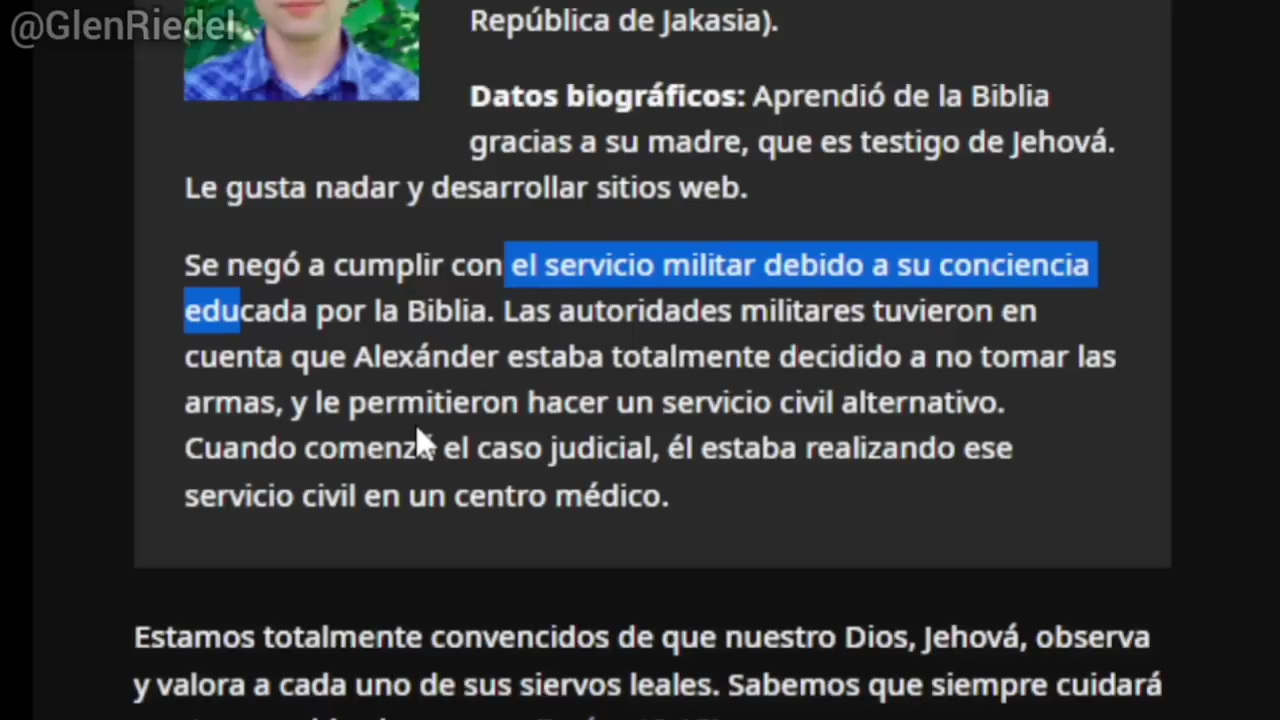 @GlenRiedel
República de Jakasia).
Datos biográficos: Aprendió de la Biblia
gracias a su madre, que es testigo de Jehová.
Le gusta nadar y desarrollar sitios web.
Se negó a cumplir con el servicio militar debido a su conciencia
educada por la Biblia. Las autoridades militares tuvieron en
cuenta que Alexánder estaba totalmente decidido a no tomar las
armas, y le permitieron hacer un servicio civil alternativo.
Cuando comenzó el caso judicial, él estaba realizando ese
servicio civil en un centro médico.
Estamos totalmente convencidos de que nuestro Dios, Jehová, observa
y valora a cada uno de sus siervos leales. Sabemos que siempre cuidará